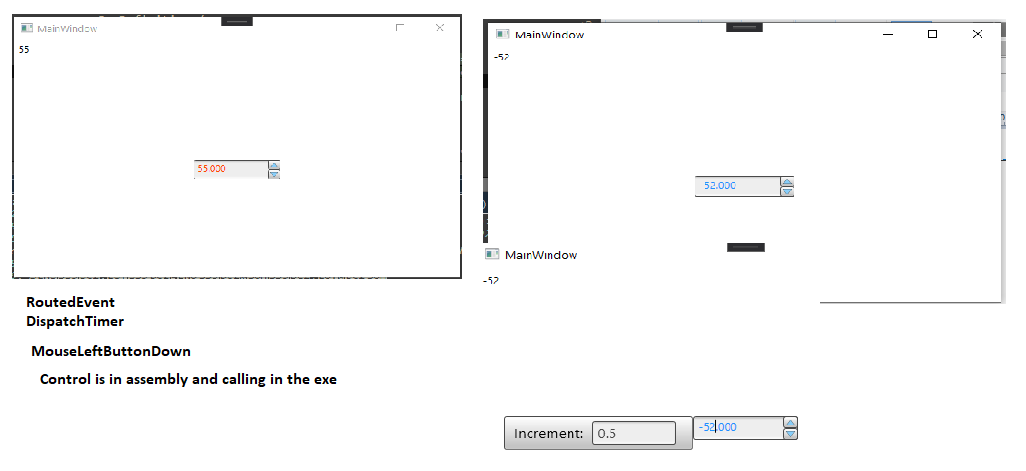 MainWindow
55
55.000
RoutedEvent
DispatchTimer
MouseLeftButtonDown
Control is in assembly and calling in the exe
MainWindow
-52
52.000
MainWindow
-52
Increment: 0.5
-52.000